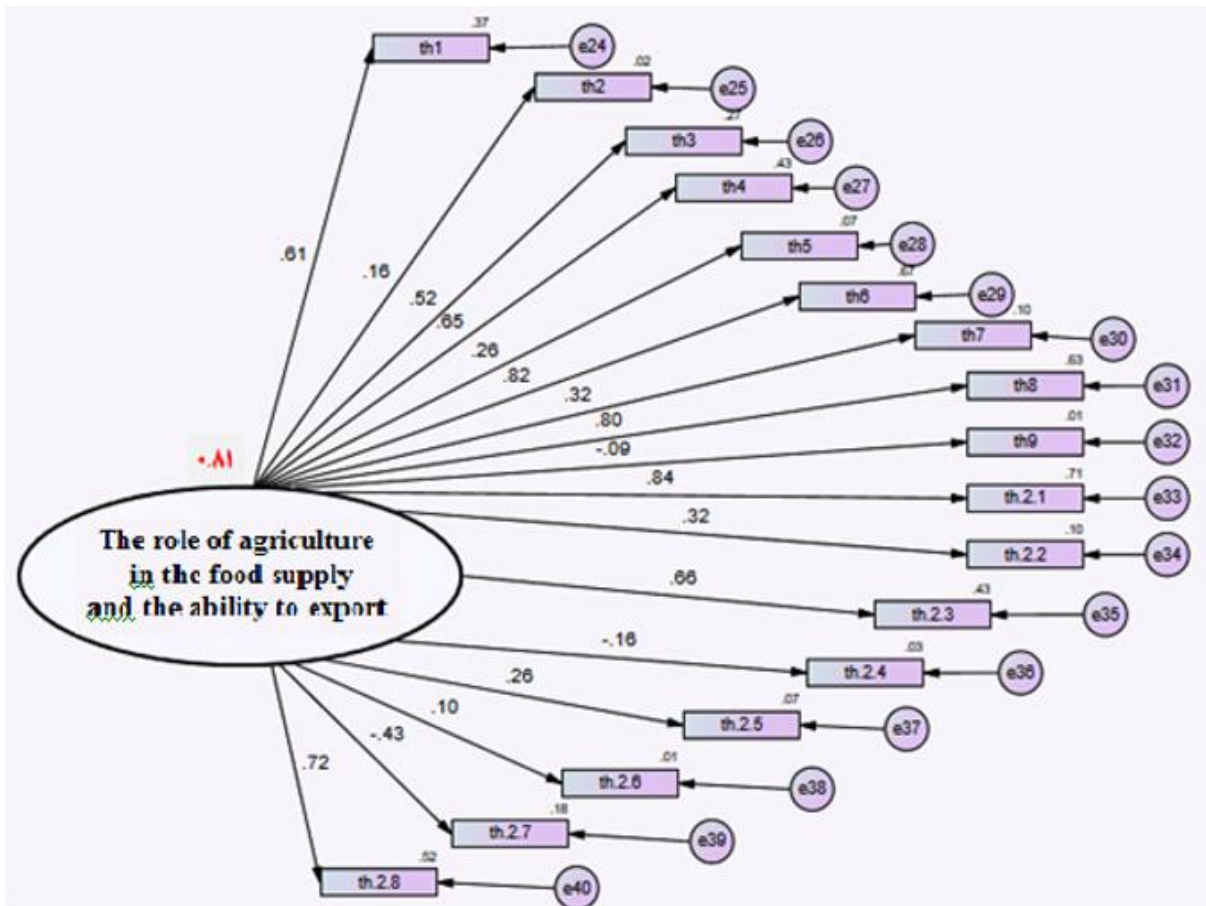 .37
th1
e24
.02
th2
e25
.27
th3
e26
.43
th4
e27
.07
th5
e28
.67
th6
e29
.10
th7
e30
.63
th8
e31
.01
th9
e32
.71
th.2.1
e33
.10
th.2.2
e34
.43
th.2.3
e35
.03
th.2.4
e36
.07
th.2.5
e37
.01
th.2.6
e38
.18
th.2.7
e39
.52
th.2.8
e40
.61
.16
.52
.65
.26
.82
.32
.80
-.09
.84
.32
.66
-.16
.26
.10
-.43
.72
۰.۸۱
The role of agriculture
in the food supply
and the ability to export